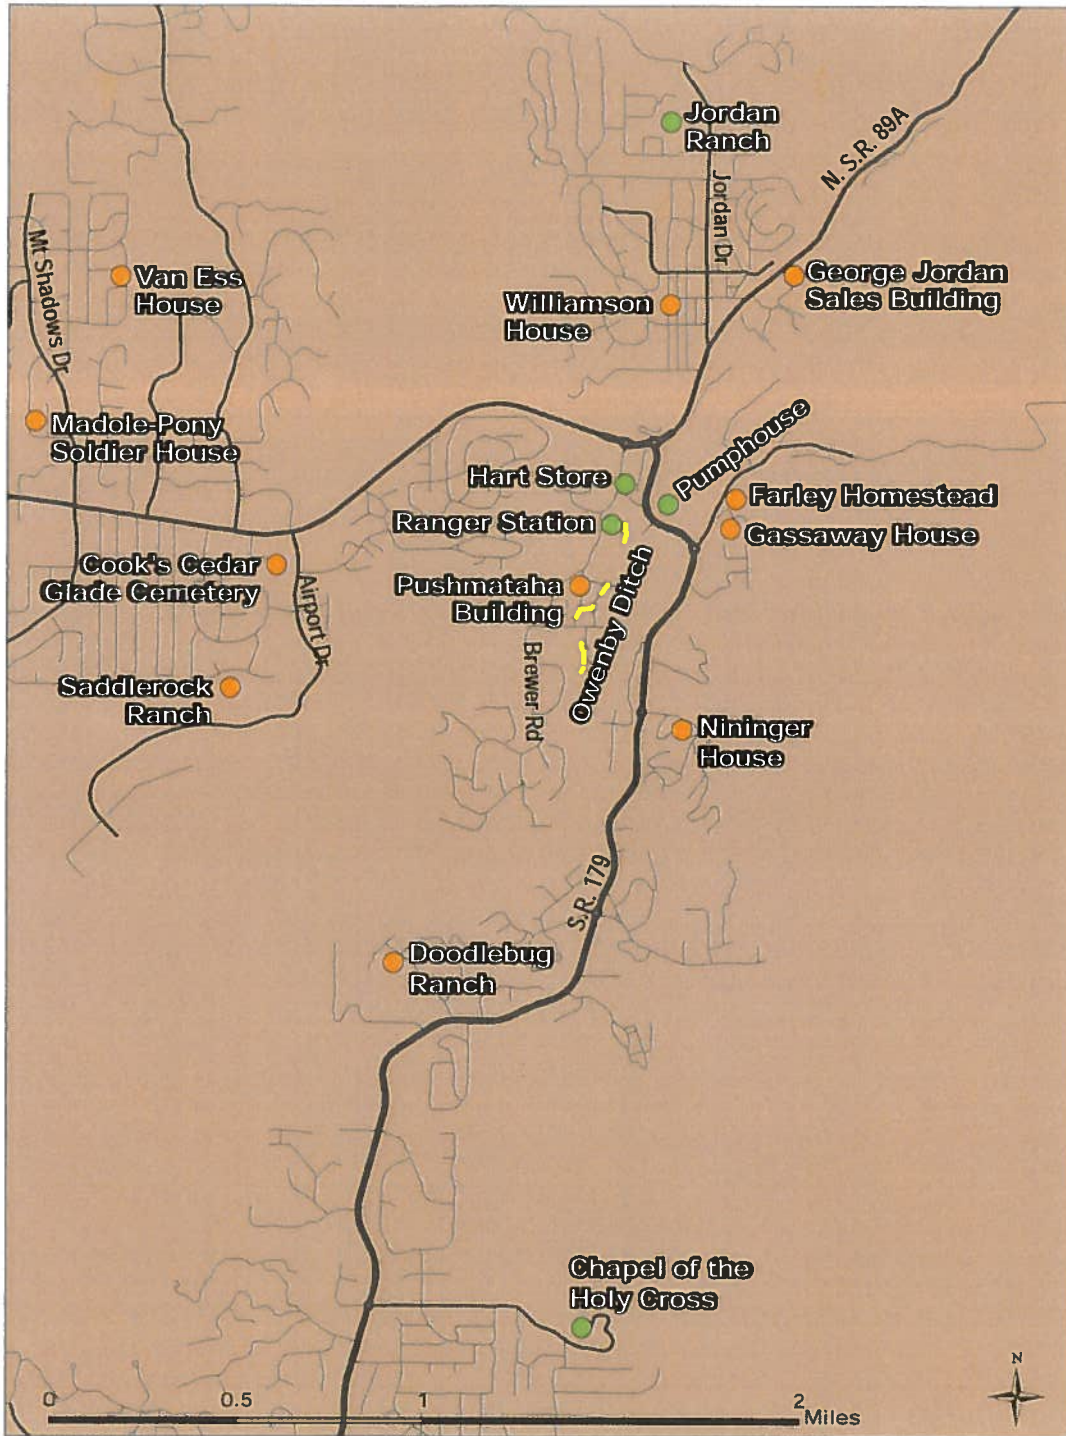 Jordan
Ranch
N. S.R. 89A
Jordan Dr
Mt Shadows Dr
Van Ess
House
George Jordan
Sales Building
Williamson
House
Madole-Pony
Soldier House
Pumphouse
Hart Store
Farley Homestead
Ranger Station
Gassaway House
Cook's Cedar
Glade Cemetery
Airport Dr
Pushmataha
Building
Owenby Ditch
Brewer Rd
Saddlerock
Ranch
Nininger
House
S.R. 179
Doodlebug
Ranch
Chapel of the
Holy Cross
N
0 0.5 1 2
Miles